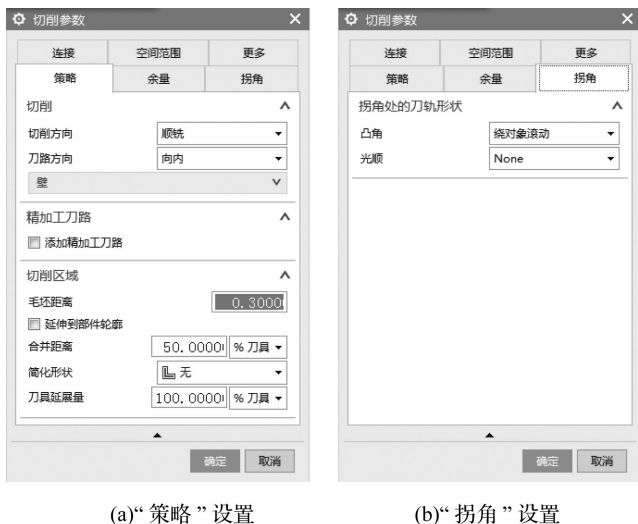 切削参数
连接 空间范围 更多
策略 余量 拐角
切削
切削方向 顺铣
刀路方向 向内
壁
精加工刀路
添加精加工刀路
切削区域
毛坯距离 0.3000
延伸到部件轮廓
合并距离 50.0000 % 刀具
简化形状 无
刀具延展量 100.0000 % 刀具
确定 取消
(a)“策略”设置
切削参数
连接 空间范围 更多
策略 余量 拐角
拐角处的刀轨形状
凸角 绕对象滚动
光顺 None
确定 取消
(b)“拐角”设置